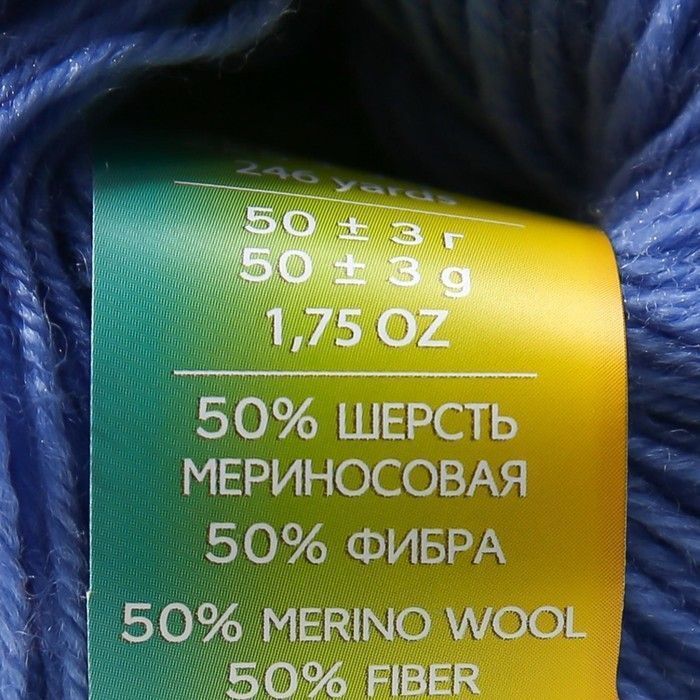 246 yards
50 ± 3 г
50 ± 3 g
1,75 OZ
50% ШЕРСТЬ
МЕРИНОСОВАЯ
50% ФИБРА
50% MERINO WOOL
50% FIBER